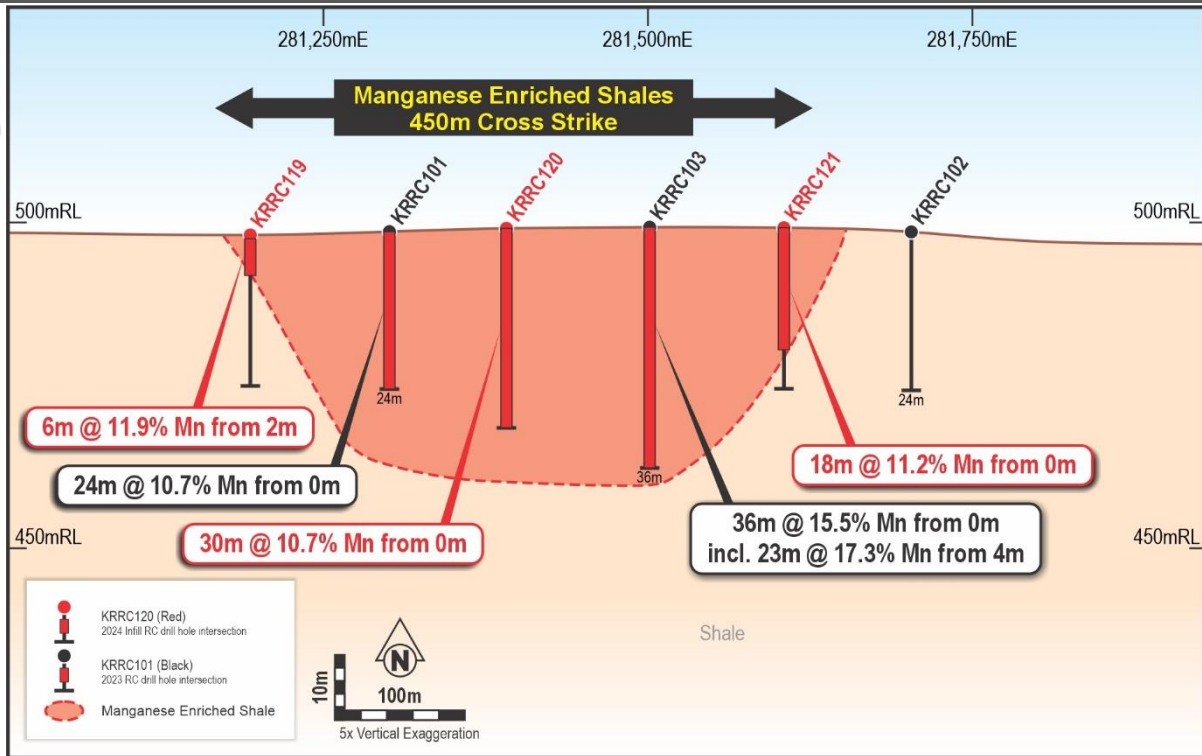 281,250mE
281,500mE
281,750mE
Manganese Enriched Shales
450m Cross Strike
KRRC119
KRRC101
KRRC120
KRRC103
KRRC121
KRRC102
500mRL
500mRL
24m
36m
24m
6m @ 11.9% Mn from 2m
24m @ 10.7% Mn from 0m
30m @ 10.7% Mn from 0m
18m @ 11.2% Mn from 0m
36m @ 15.5% Mn from 0m
incl. 23m @ 17.3% Mn from 4m
450mRL
450mRL
Shale
KRRC120 (Red)
2024 Infill RC drill hole intersection
KRRC101 (Black)
2023 RC drill hole intersection
Manganese Enriched Shale
N
10m
100m
5x Vertical Exaggeration